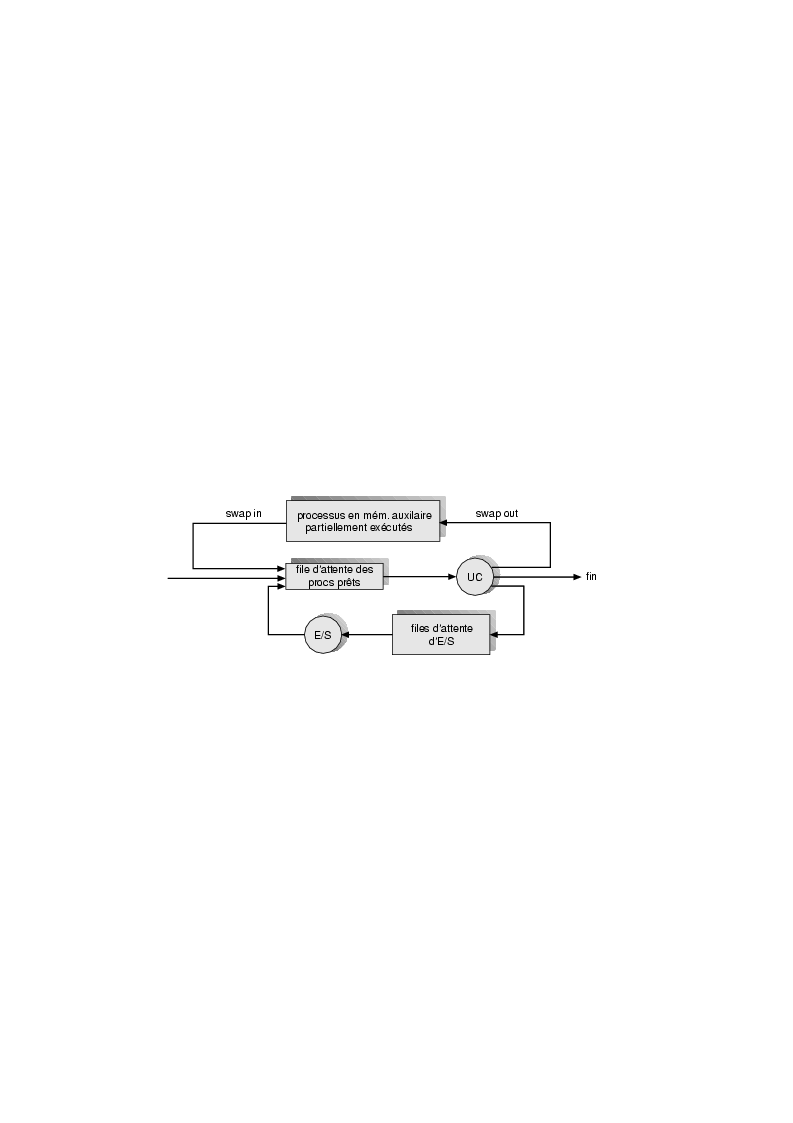 swap in
processus en mém. auxilaire
partiellement exécutés
swap out
file d'attente des
procs prêts
UC
fin
E/S
files d'attente
d'E/S